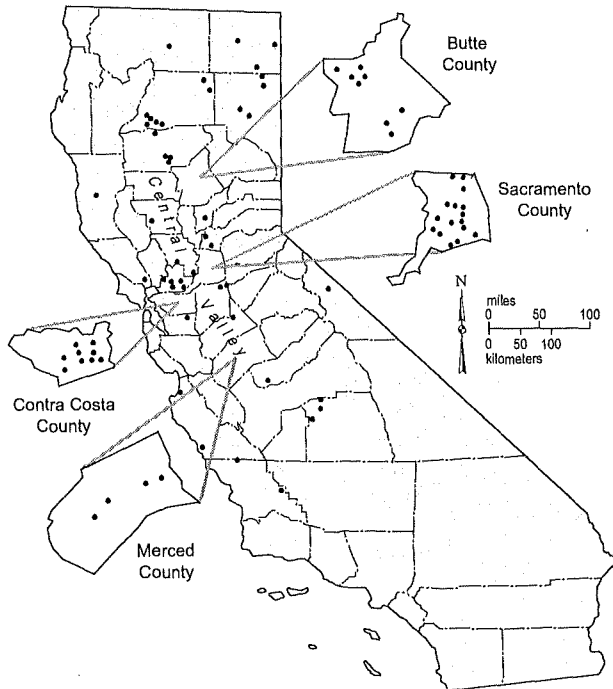 Butte
County
Sacramento
County
Central
Valley
N
miles
0 50 100
0 50 100
kilometers
Contra Costa
County
Merced
County